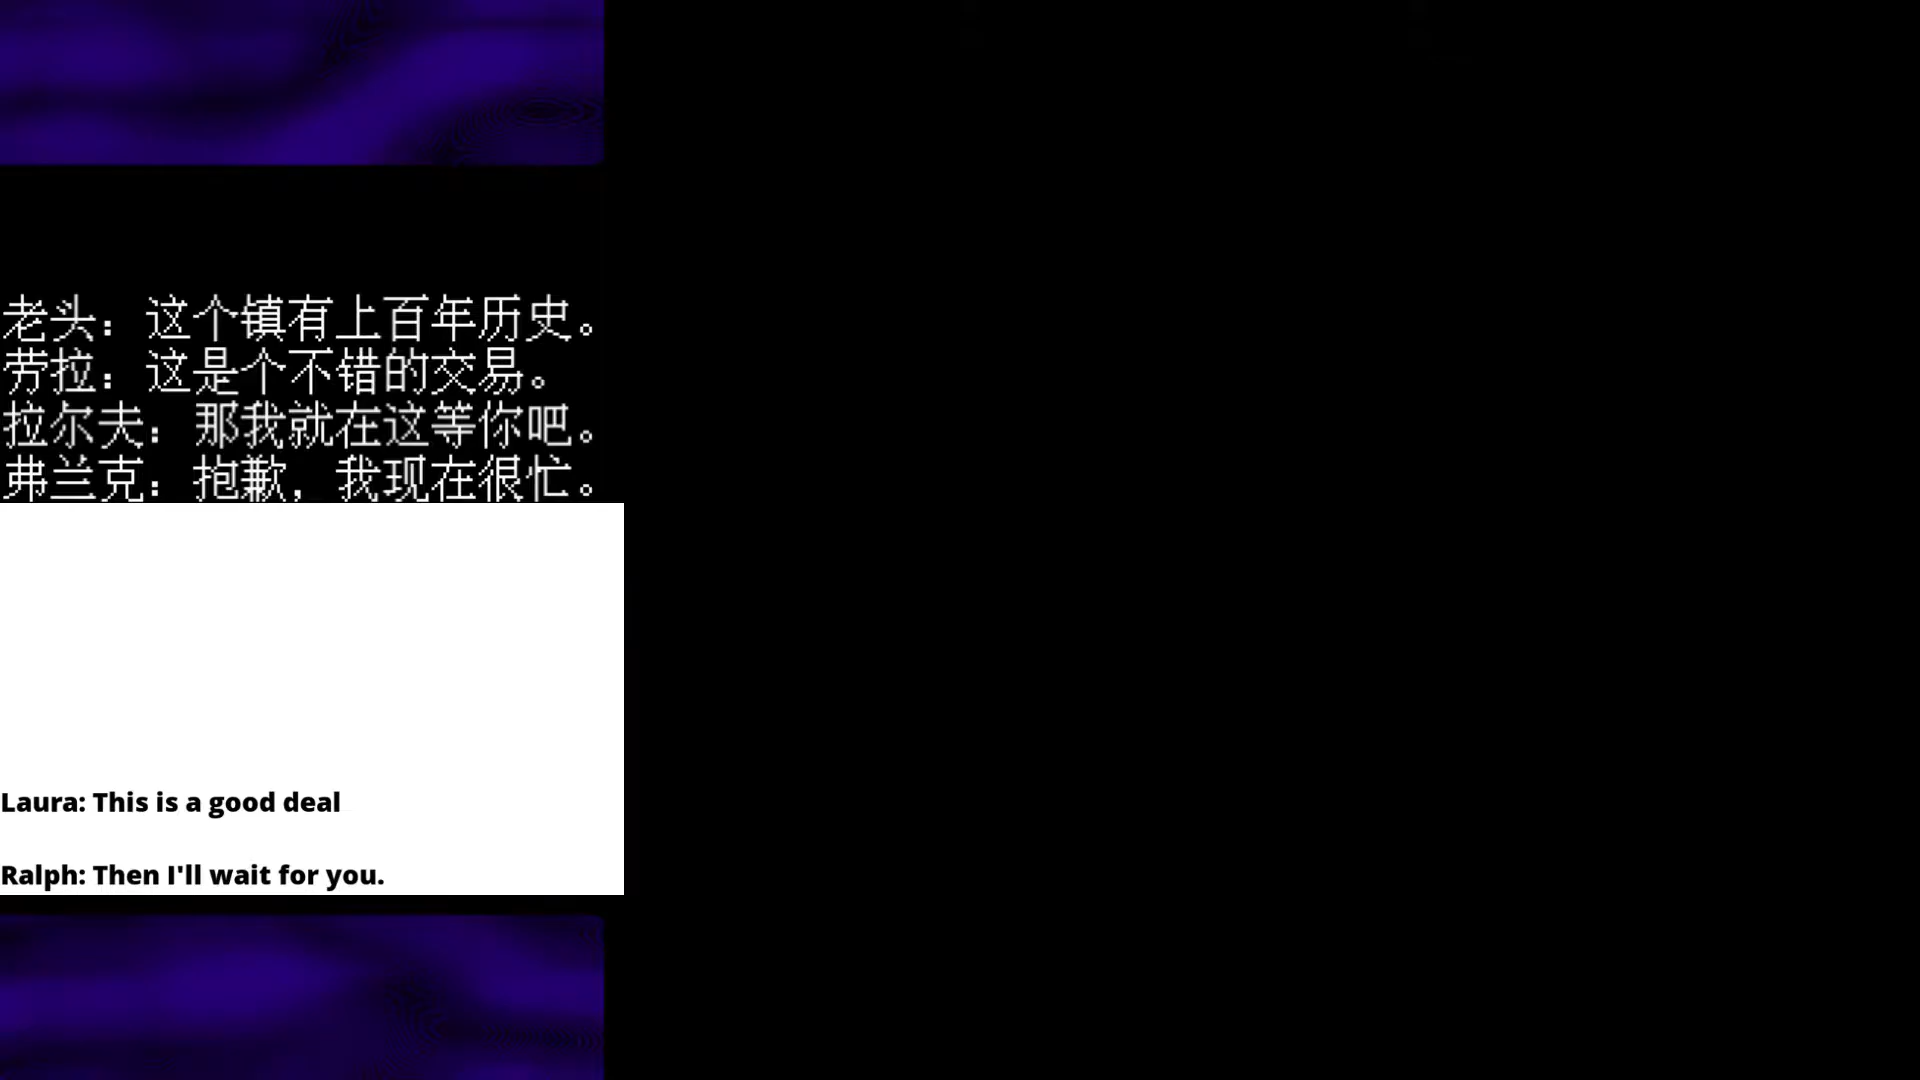 老头：这个镇有上百年历史。
劳拉：这是个不错的交易。
拉尔夫：那我就在这等你吧。
弗兰克：抱歉，我现在很忙。
Laura: This is a good deal
Ralph: Then I'll wait for you.